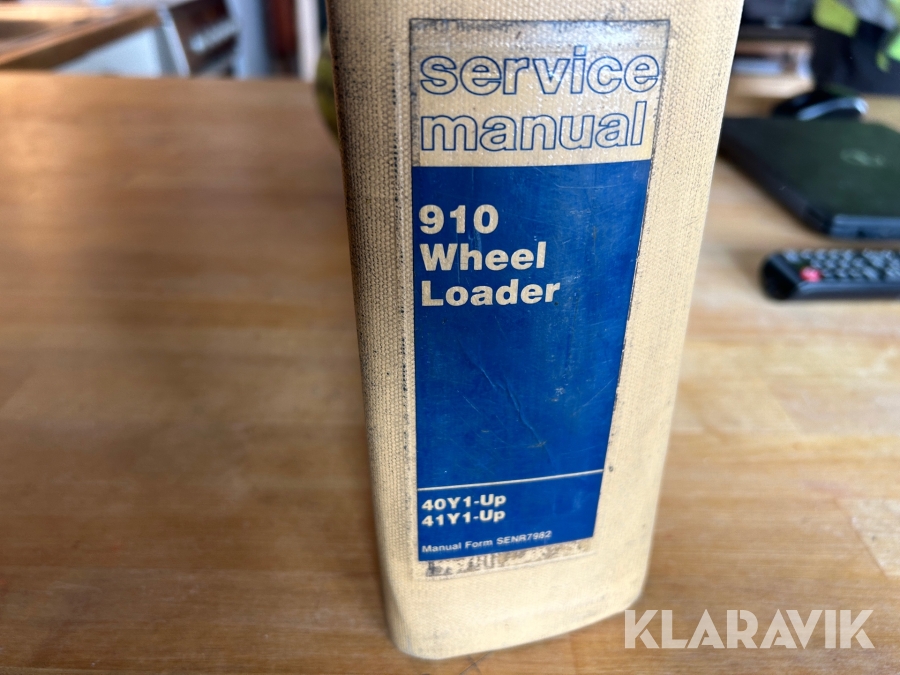 service
manual
910
Wheel
Loader
40Y1-Up
41Y1-Up
Manual Form SENR7982
KLARAVIK